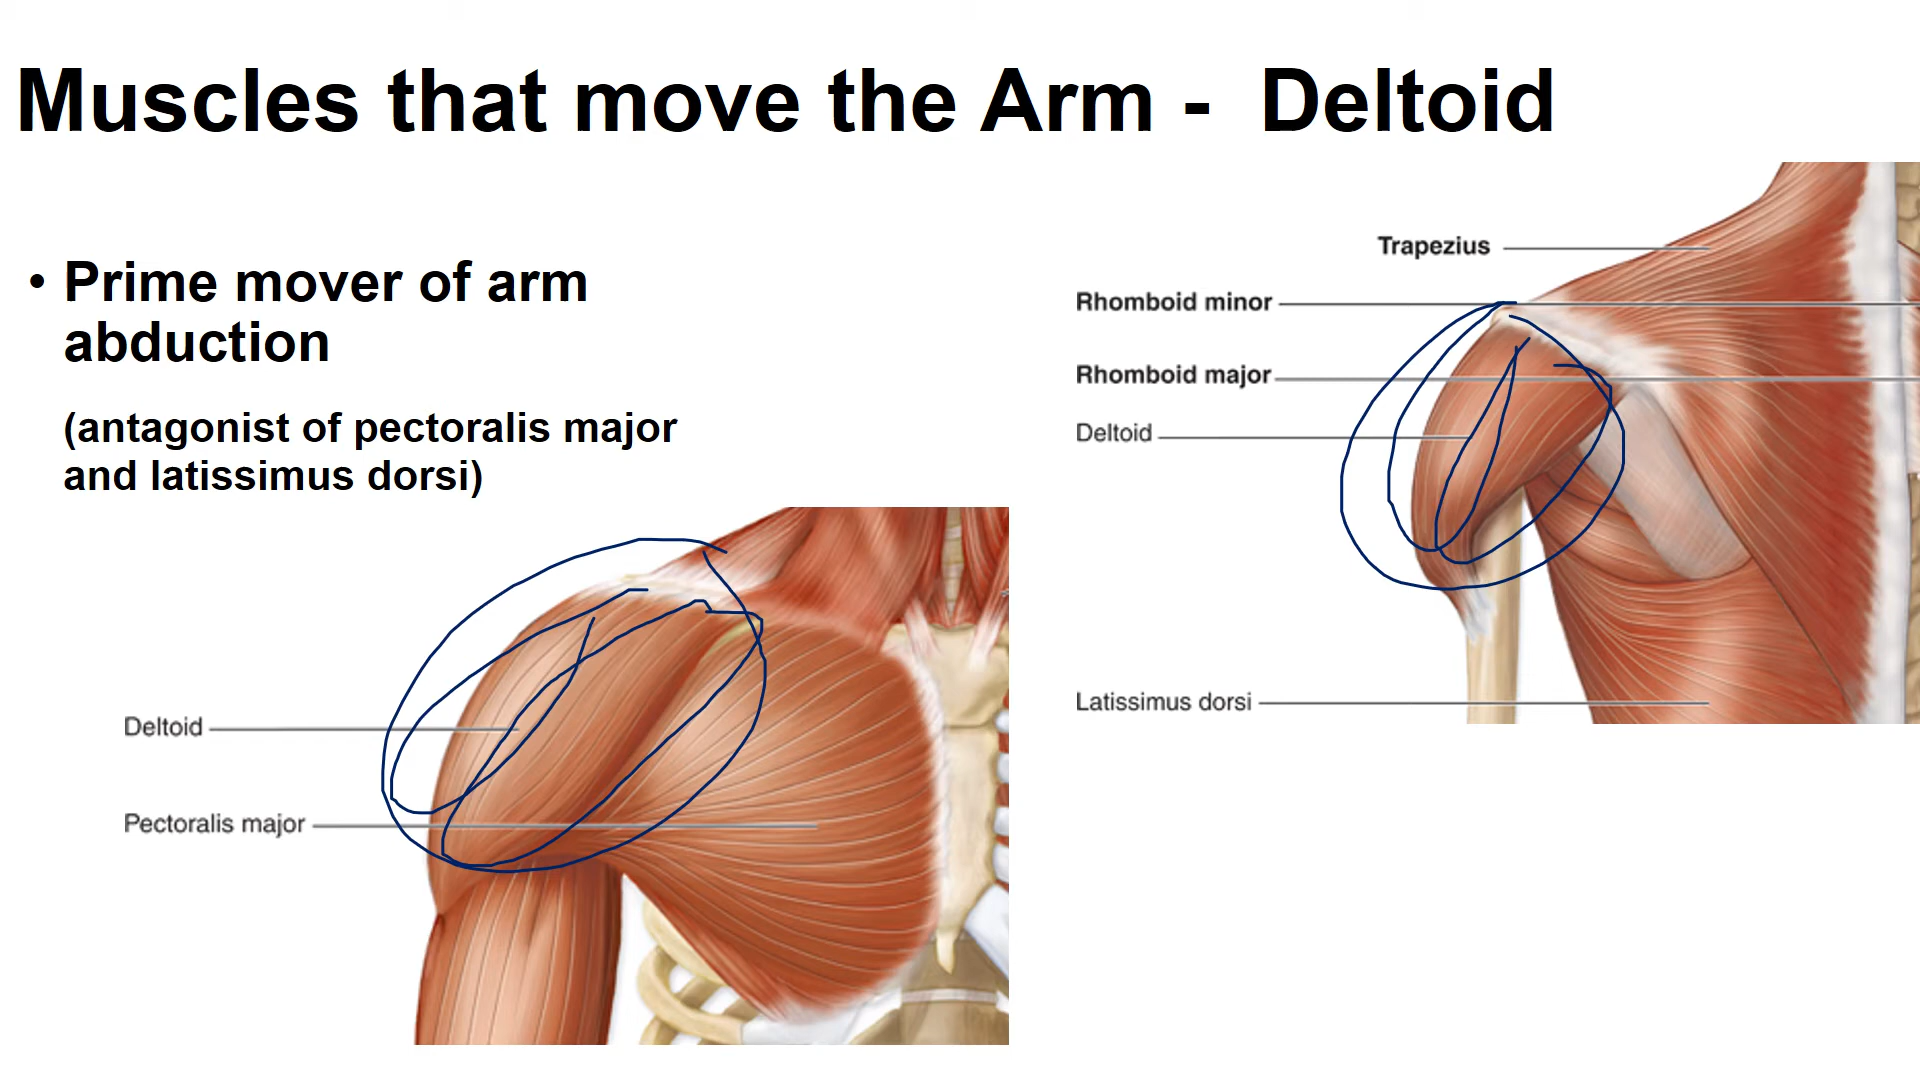 Muscles that move the Arm - Deltoid
• Prime mover of arm
abduction
(antagonist of pectoralis major
and latissimus dorsi)
Trapezius
Rhomboid minor
Rhomboid major
Deltoid
Latissimus dorsi
Deltoid
Pectoralis major